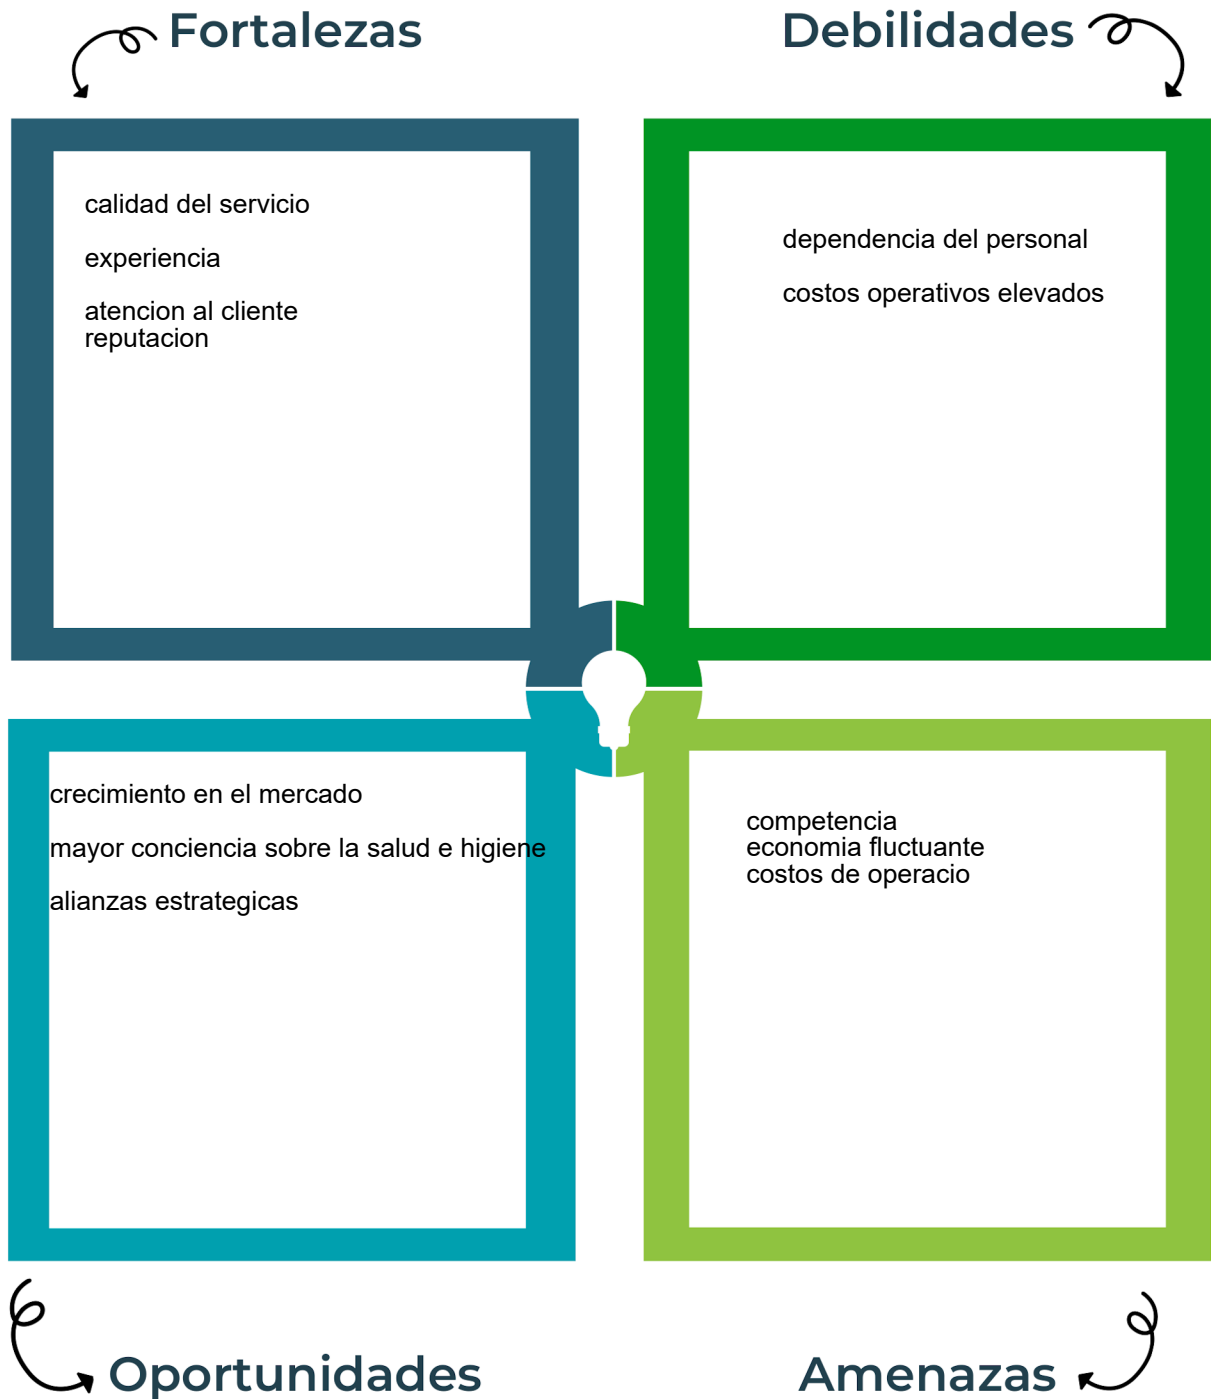 Fortalezas
calidad del servicio
experiencia
atencion al cliente
reputacion
Debilidades
dependencia del personal
costos operativos elevados
crecimiento en el mercado
mayor conciencia sobre la salud e higiene
alianzas estrategicas
Oportunidades
competencia
economia fluctuante
costos de operacio
Amenazas